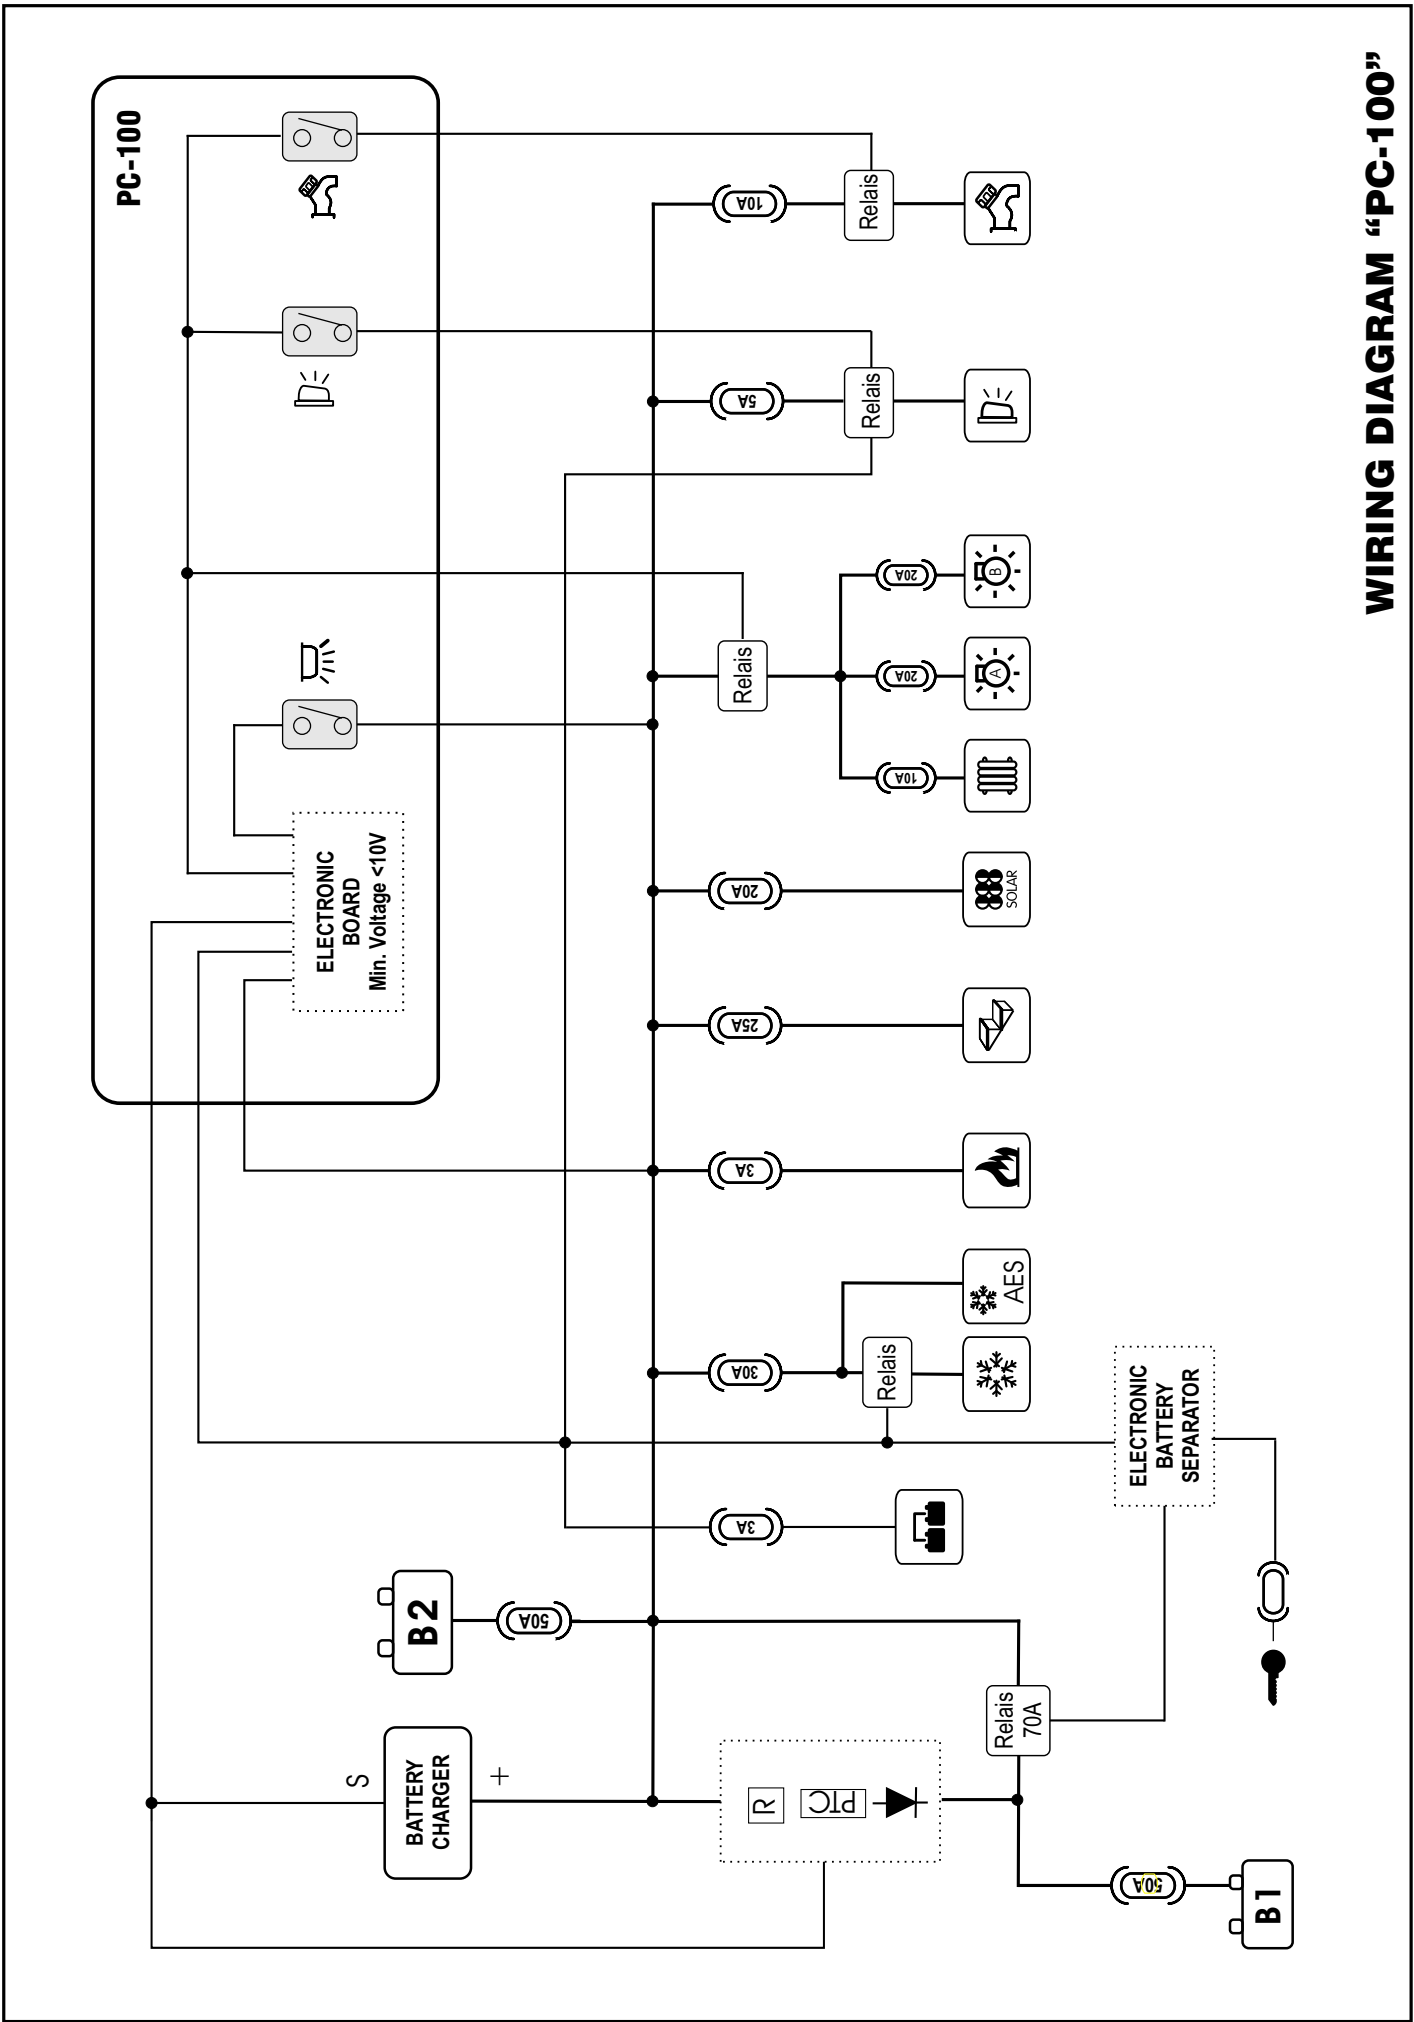 WIRING DIAGRAM “PC-100”
PC-100
ELECTRONIC
BOARD
Min. Voltage <10V
S
BATTERY
CHARGER
+
B2
50A
3A
30A
3A
25A
20A
5A
10A
Relais
AES
SOLAR
Relais
10A
20A
20A
A
B
Relais
Relais
R
PTC
Relais
70A
ELECTRONIC
BATTERY
SEPARATOR
50A
B1